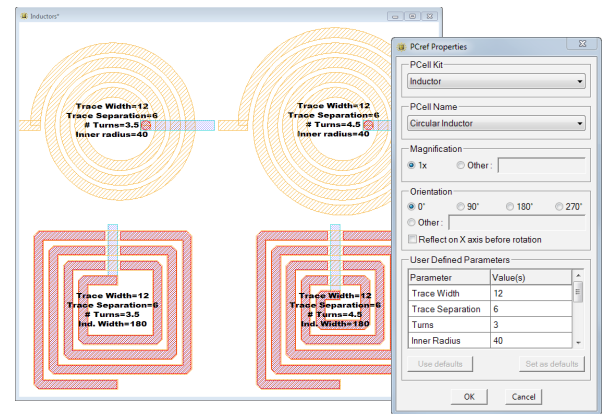 Inductors*
Trace Width=12
Trace Separation=6
# Turns=3.5
Inner radius=40
Trace Width=12
Trace Separation=6
# Turns=4.5
Inner radius=40
Trace Width=12
Trace Separation=6
# Turns=3.5
Ind. Width=180
Trace Width=12
Trace Separation=6
# Turns=4.5
Ind. Width=180
PCref Properties
PCell Kit
Inductor
PCell Name
Circular Inductor
Magnification
1x Other :
Orientation
0° 90° 180° 270°
Other :
Reflect on X axis before rotation
User Defined Parameters
Parameter Value(s)
Trace Width 12
Trace Separation 6
Turns 3
Inner Radius 40
Use defaults Set as defaults
OK Cancel